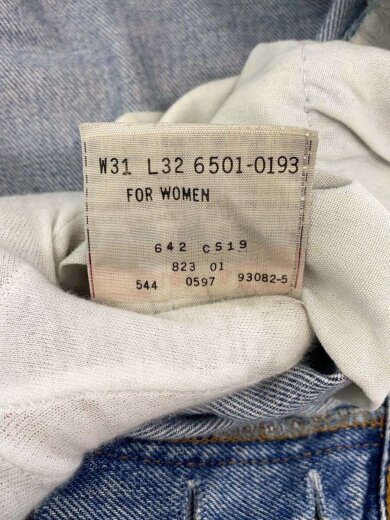 W31 L32 6501-0193
FOR WOMEN
642 CS19
823 01
544 0597 93082-5